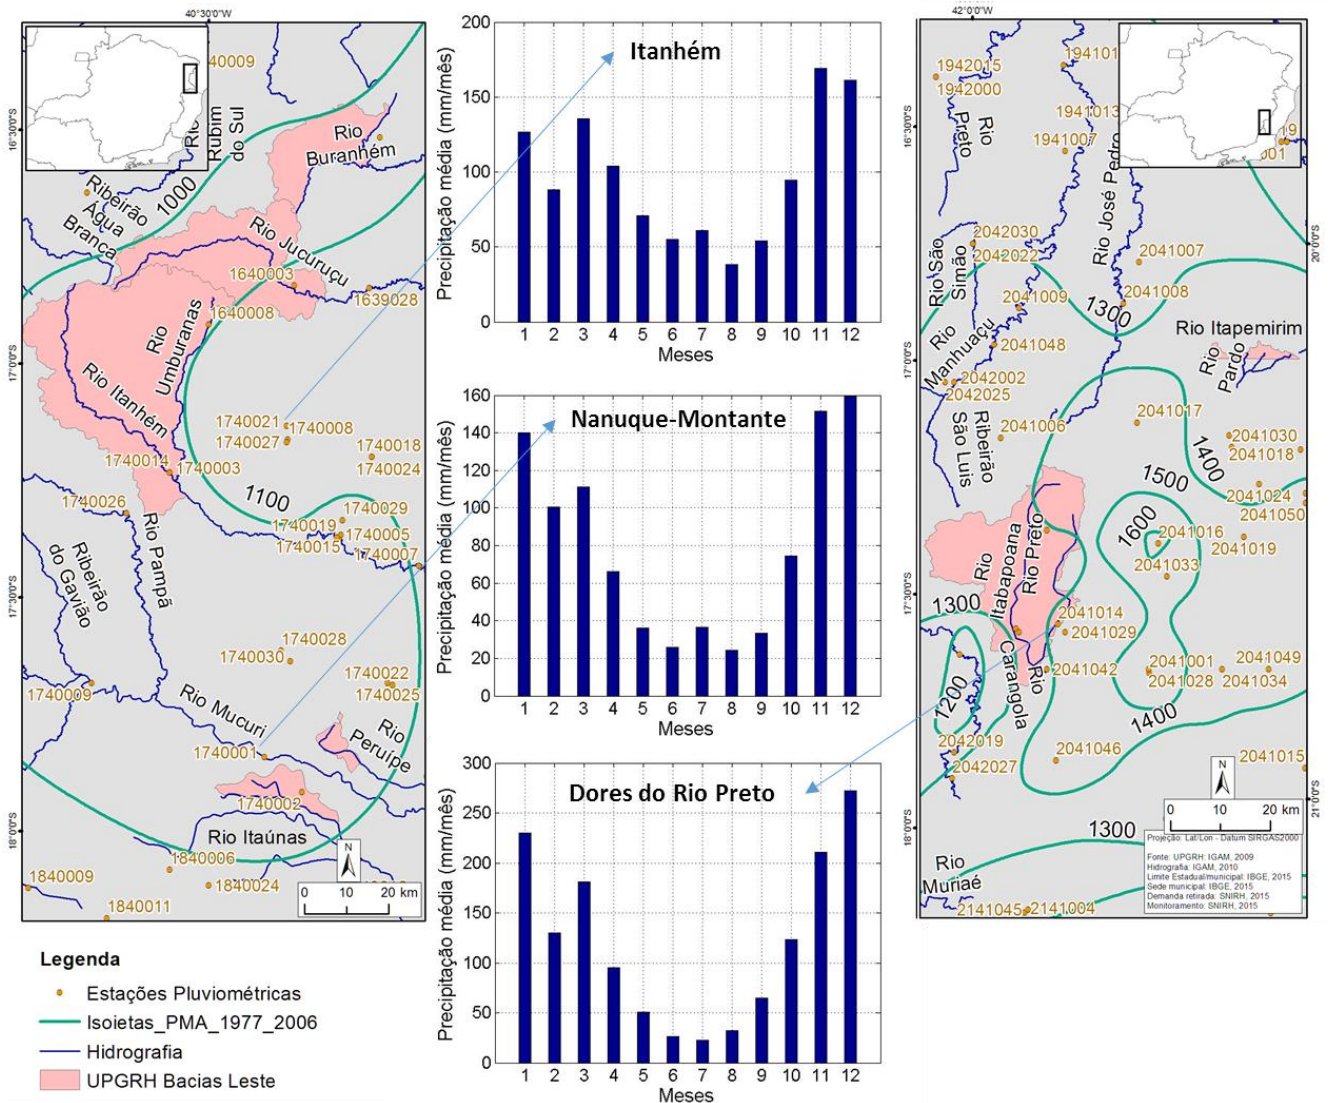 40°30'0"W
16°30'0"S
17°0'0"S
17°30'0"S
18°0'0"S
40009
Rubim
do Sul
Rio
Buranhém
1000
Ribeirão
Água
Branca
Rio Jucuruçu
1640003
1639028
1640008
Rio
Umburanas
Rio Itanhém
1740021
1740008
1740027
1740018
1740024
1740014
1740003
1100
1740026
1740029
1740019
1740005
1740015
1740007
Rio Pampã
Ribeirão
do Gavião
1740028
1740030
1740022
1740025
1740009
Rio Mucuri
Rio
Peruípe
1740001
1740002
Rio Itaúnas
1840006
1840009
1840024
1840011
N
0 10 20 km
Legenda
Estações Pluviométricas
Isoietas_PMA_1977_2006
Hidrografia
UPGRH Bacias Leste
Itanhém
Precipitação média (mm/mês)
200
150
100
50
0
1 2 3 4 5 6 7 8 9 10 11 12
Meses
Nanuque-Montante
Precipitação média (mm/mês)
160
140
120
100
80
60
40
20
0
1 2 3 4 5 6 7 8 9 10 11 12
Meses
Dores do Rio Preto
Precipitação média (mm/mês)
300
250
200
150
100
50
0
1 2 3 4 5 6 7 8 9 10 11 12
Meses
42°0'0"W
16°30'0"S
17°0'0"S
17°30'0"S
18°0'0"S
20°0'0"S
21°0'0"S
1942015
1942000
194101
1941013
1941007
19
001
Rio
Preto
Rio José Pedro
2042030
2042022
Rio São
Simão
2041007
2041009
2041008
1300
Rio
Manhuaçu
2041048
Rio Itapemirim
Rio
Pardo
2042002
2042025
Ribeirão
São Luis
2041006
2041017
2041030
2041018
1400
1500
2041024
2041050
1600
2041016
2041019
2041033
Rio
Itabapoana
Rio Preto
1300
2041014
2041029
2041042
Rio
Carangola
2041001
2041049
2041028
2041034
1200
1400
2042019
2042027
2041046
2041015
N
0 10 20 km
1300
Projeção: Lat/Lon - Datum SIRGAS2000
Fonte: UPGRH: IGAM, 2009
Hidrografia: IGAM, 2010
Limite Estadual/municipal: IBGE, 2015
Sede municipal: IBGE, 2015
Demanda retirada: SNIRH, 2015
Monitoramento: SNIRH, 2015
Rio
Muriaé
2141045
2141004